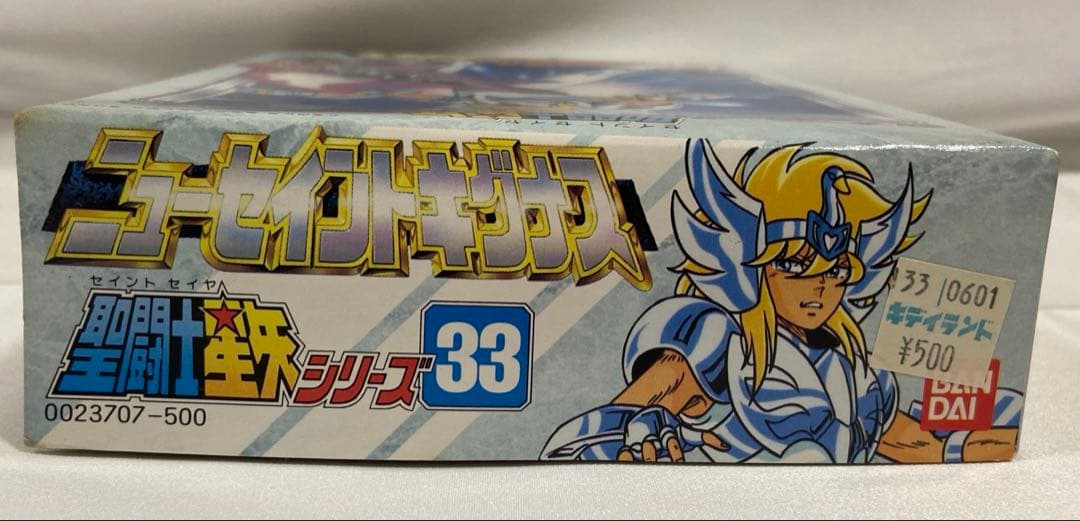 ニューセイントキグナス
セイント セイヤ
聖闘士星矢シリーズ 33
0023707-500
133 10601
キデイランド
¥500
BANDAI